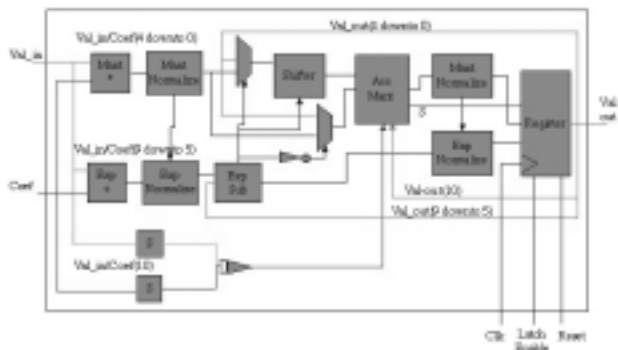 Val_out(4 downto 0)
Val_in/Coef(4 downto 0)
Val_in
Mant
*
Mant
Normalize
Shifter
Acc
Mant
Mant
Normalize
S
Register
Val
out
Val_in/Coef(9 downto 5)
Exp
+
Exp
Normalize
Exp
Sub
Exp
Normalize
Coef
Val-out(10)
Val_out(9 downto 5)
S
Val_in/Coef(10)
S
Clk
Latch
Enable
Reset